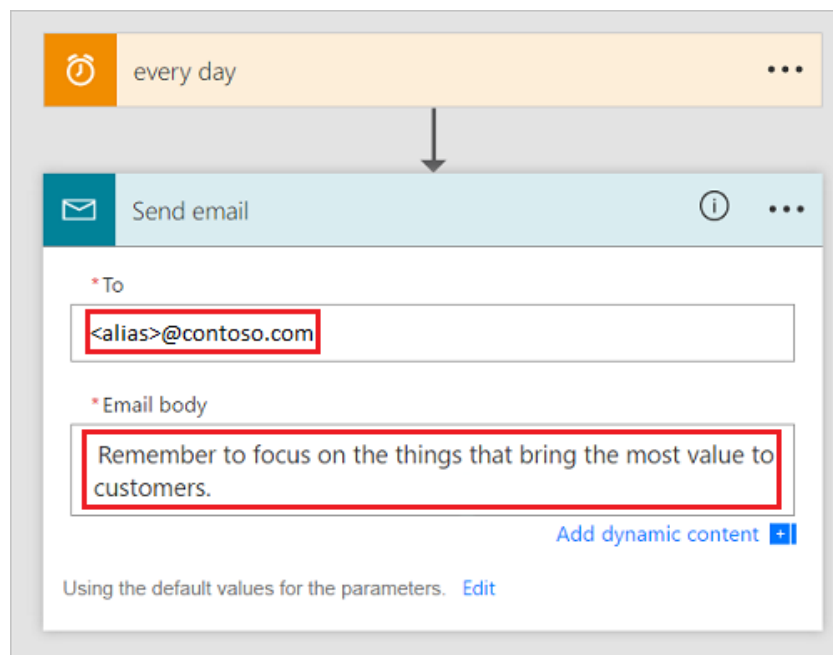 every day
Send email
*To
<alias>@contoso.com
*Email body
Remember to focus on the things that bring the most value to
customers.
Add dynamic content
Using the default values for the parameters. Edit